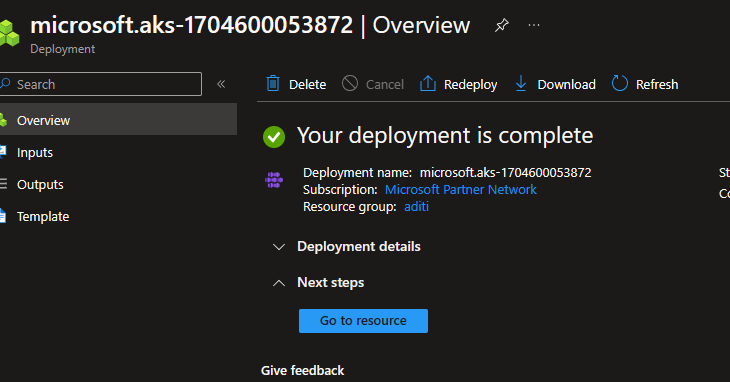 microsoft.aks-1704600053872 | Overview
Deployment
Search
Delete Cancel Redeploy Download Refresh
Overview
Inputs
Outputs
Template
Your deployment is complete
Deployment name: microsoft.aks-1704600053872
Subscription: Microsoft Partner Network
Resource group: aditi
St
Co
Deployment details
Next steps
Go to resource
Give feedback